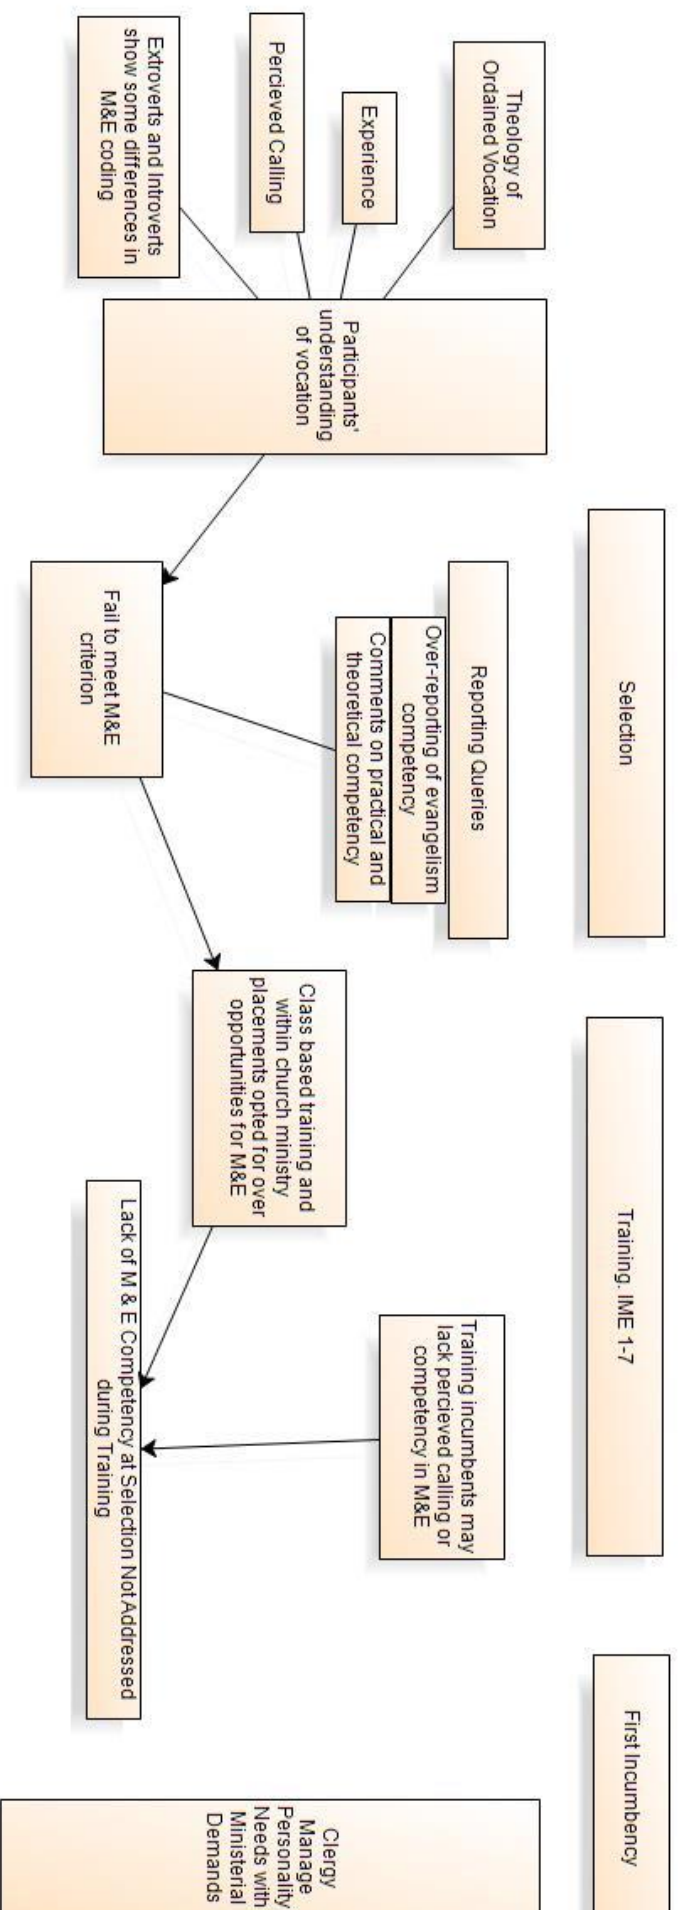 Selection
Training. IME 1-7
First Incumbency
Theology of
Ordained Vocation
Experience
Percieved Calling
Extroverts and Introverts
show some differences in
M&E coding
Participants'
understanding
of vocation
Reporting Queries
Over-reporting of evangelism
competency
Comments on practical and
theoretical competency
Fail to meet M&E
criterion
Class based training and
within church ministry
placements opted for over
opportunities for M&E
Training incumbents may
lack percieved calling or
competency in M&E
Lack of M & E Competency at Selection Not Addressed
during Training
Clergy
Manage
Personality
Needs with
Ministerial
Demands